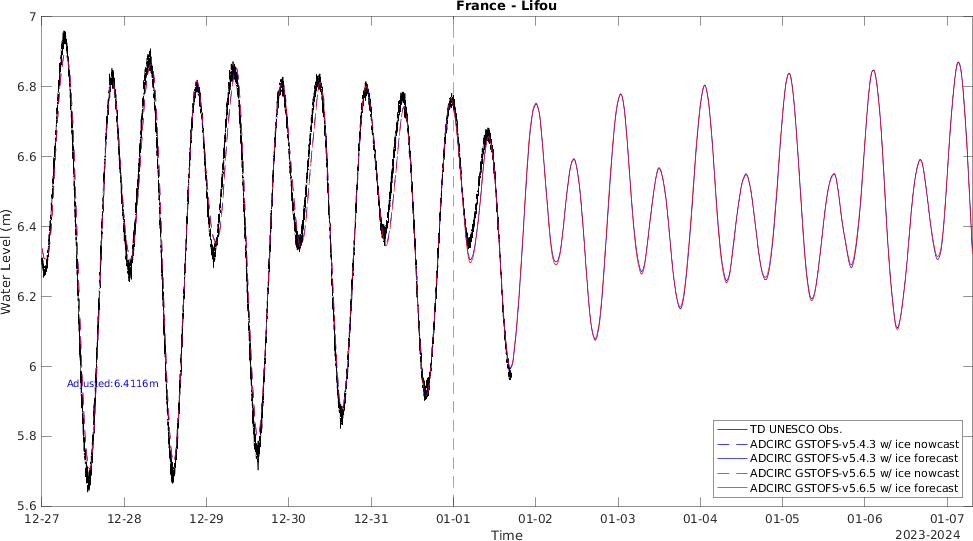 France - Lifou
7
6.8
6.6
6.4
6.2
6
5.8
5.6
Water Level (m)
Adjusted:6.4116m
TD UNESCO Obs.
ADCIRC GSTOFS-v5.4.3 w/ ice nowcast
ADCIRC GSTOFS-v5.4.3 w/ ice forecast
ADCIRC GSTOFS-v5.6.5 w/ ice nowcast
ADCIRC GSTOFS-v5.6.5 w/ ice forecast
12-27 12-28 12-29 12-30 12-31 01-01 01-02 01-03 01-04 01-05 01-06 01-07
Time
2023-2024